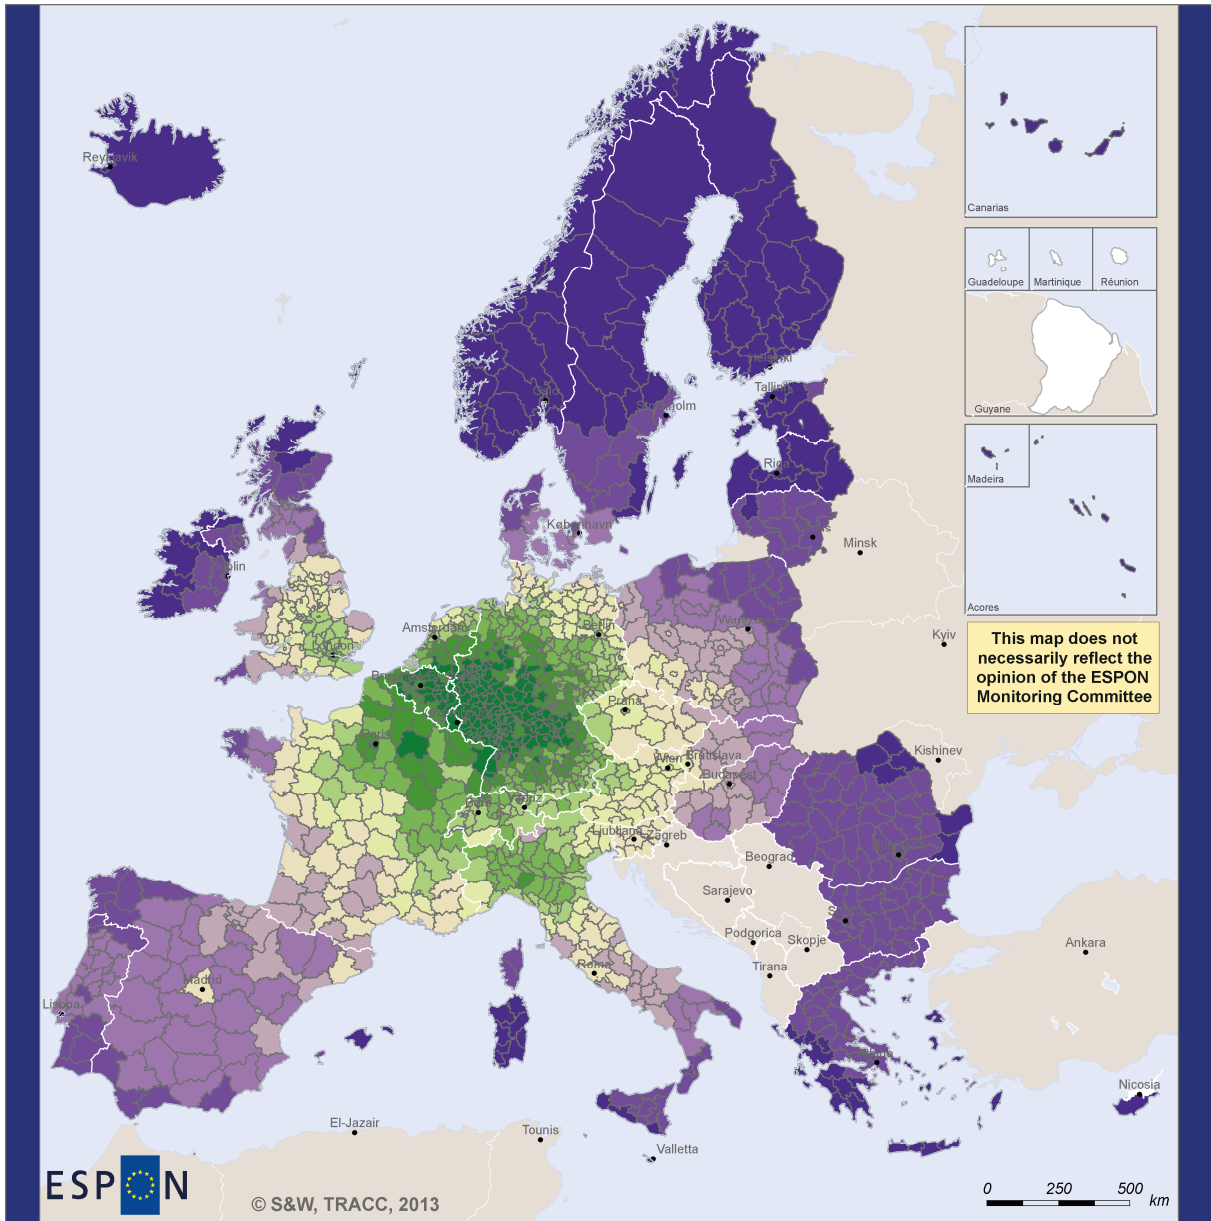 Reykjavik
Canarias
Guadeloupe
Martinique
Réunion
Guyane
Helsinki
Oslo
Tallinn
Stockholm
Riga
Madeira
København
Minsk
Dublin
Acores
Amsterdam
Berlin
Warszawa
Kyiv
London
This map does not
necessarily reflect the
opinion of the ESPON
Monitoring Committee
Praha
Paris
Kishinev
Wien
Bratislava
Budapest
Bern
Ljubljana
Zagreb
Beograd
Sarajevo
Podgorica
Skopje
Ankara
Roma
Tirana
Madrid
Lisboa
Nicosia
El-Jazair
Tounis
Valletta
ESPON
© S&W, TRACC, 2013
0 250 500 km